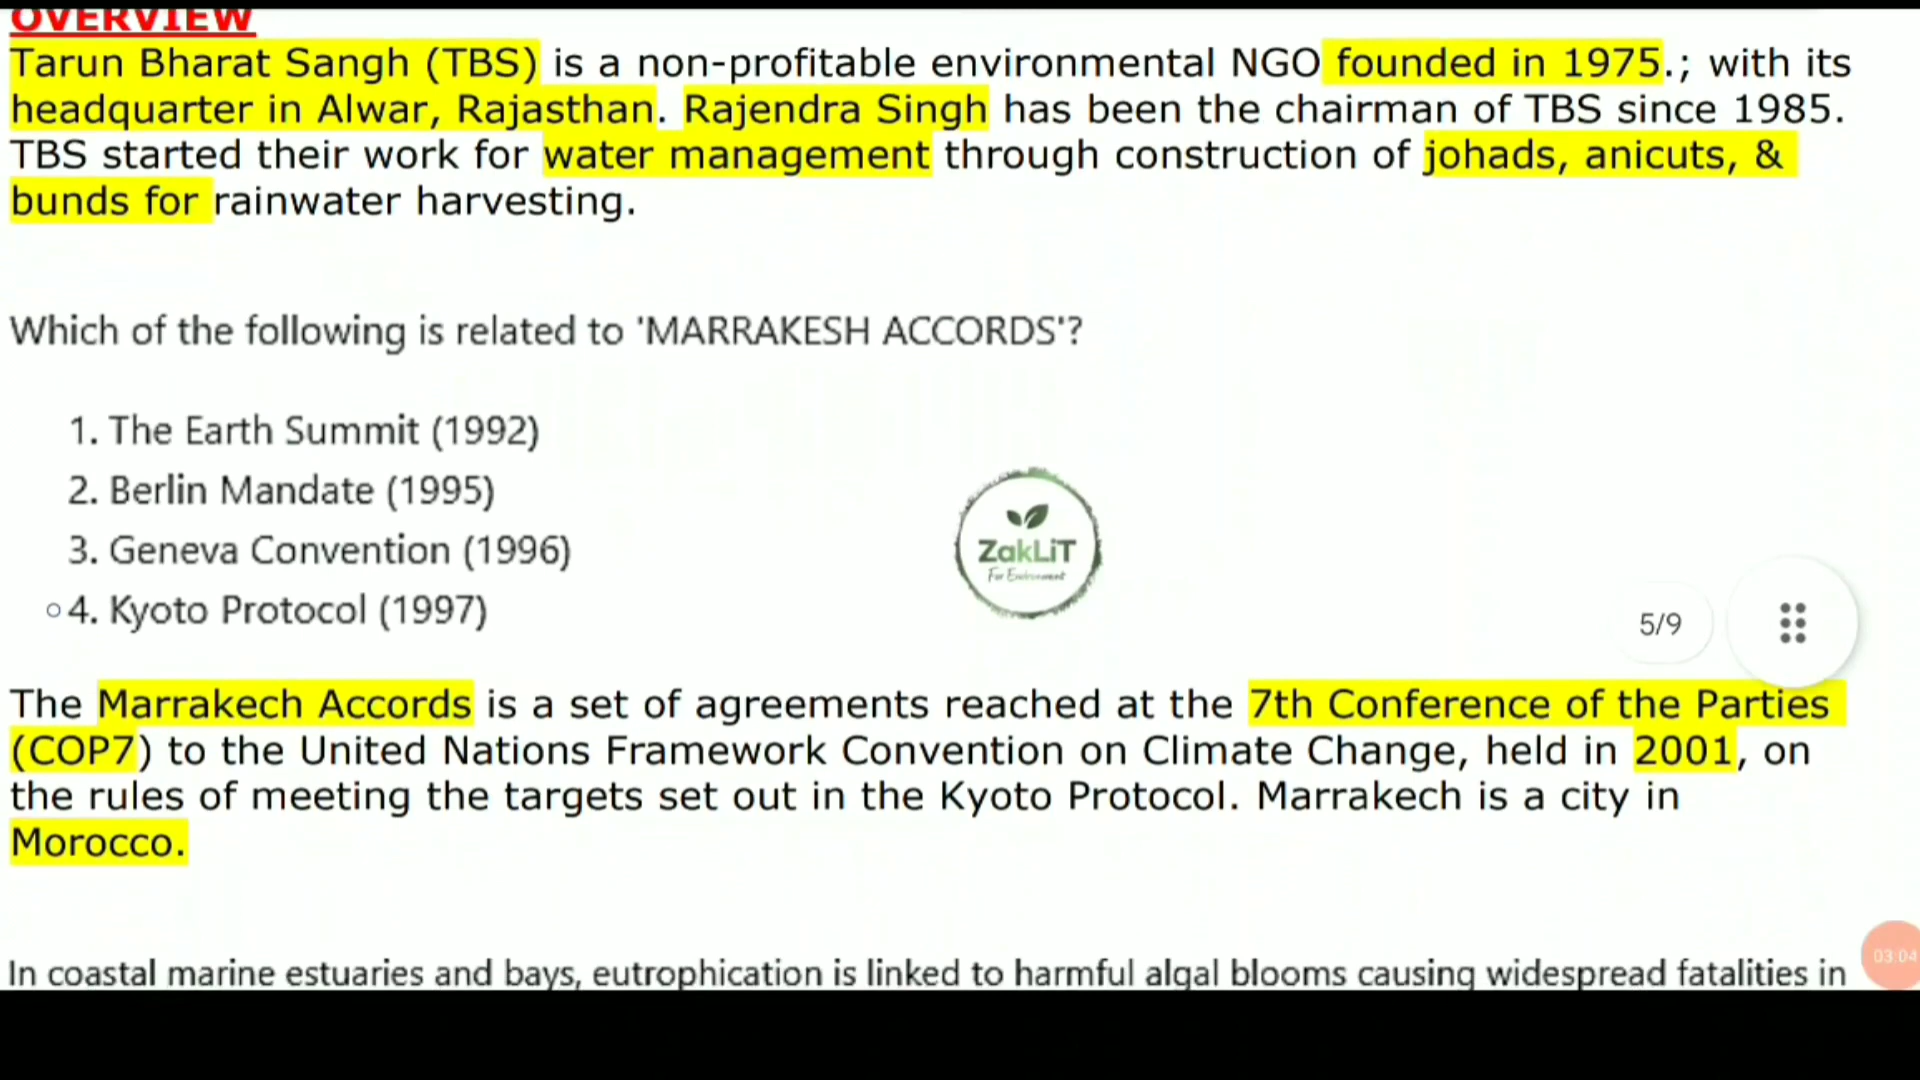 OVERVIEW
Tarun Bharat Sangh (TBS) is a non-profitable environmental NGO founded in 1975.; with its
headquarter in Alwar, Rajasthan. Rajendra Singh has been the chairman of TBS since 1985.
TBS started their work for water management through construction of johads, anicuts, &
bunds for rainwater harvesting.
Which of the following is related to 'MARRAKESH ACCORDS'?
1. The Earth Summit (1992)
2. Berlin Mandate (1995)
3. Geneva Convention (1996)
4. Kyoto Protocol (1997)
ZakLiT
For Environment
5/9
The Marrakech Accords is a set of agreements reached at the 7th Conference of the Parties
(COP7) to the United Nations Framework Convention on Climate Change, held in 2001, on
the rules of meeting the targets set out in the Kyoto Protocol. Marrakech is a city in
Morocco.
03:04
In coastal marine estuaries and bays, eutrophication is linked to harmful algal blooms causing widespread fatalities in